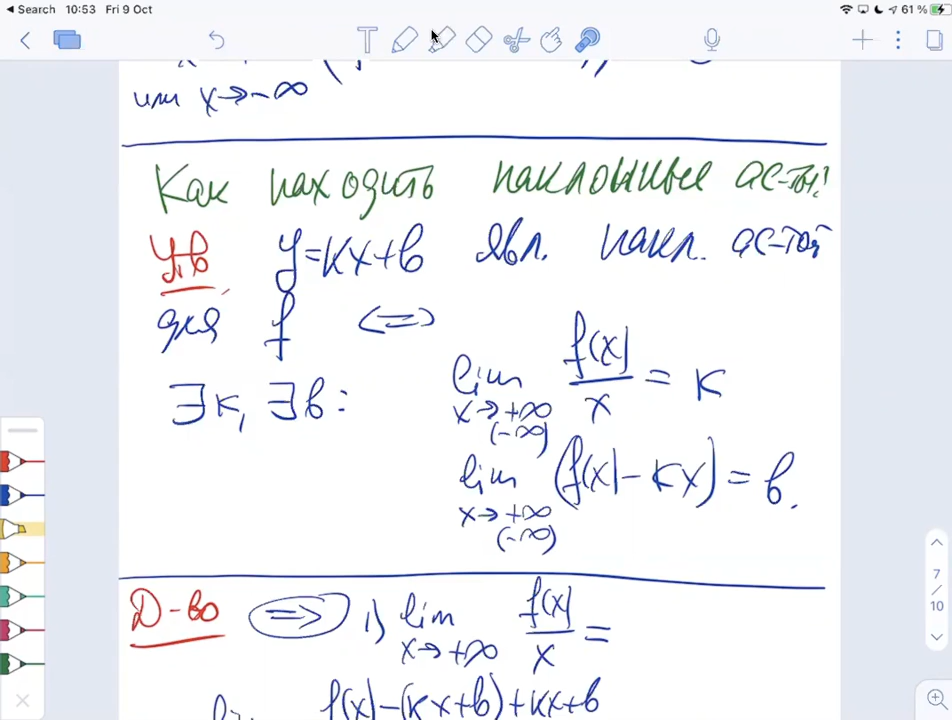 Search 10:53 Fri 9 Oct 61 %
или x→-∞
Как находить наклонные ас-ты?
Утв y=kx+b явл. накл. ас-той
для f <=>
∃k, ∃b: lim f(x)/x = k
x→+∞
(-∞)
lim (f(x) - kx) = b.
x→+∞
(-∞)
7
/
10
Д-во => 1) lim f(x)/x =
x→+∞
f(x)-(kx+b)+kx+b